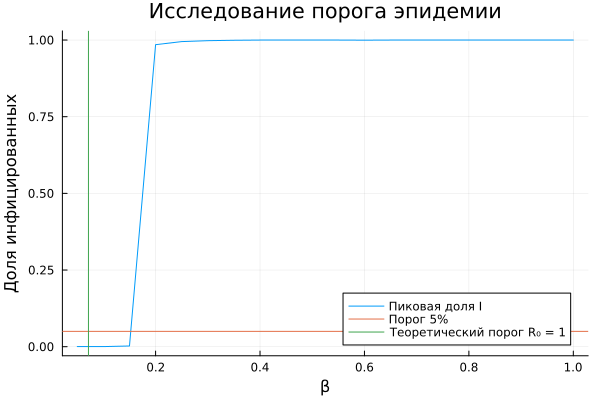 Исследование порога эпидемии
Доля инфицированных
1.00
0.75
0.50
0.25
0.00
Пиковая доля I
Порог 5%
Теоретический порог R₀ = 1
0.2
0.4
0.6
0.8
1.0
β